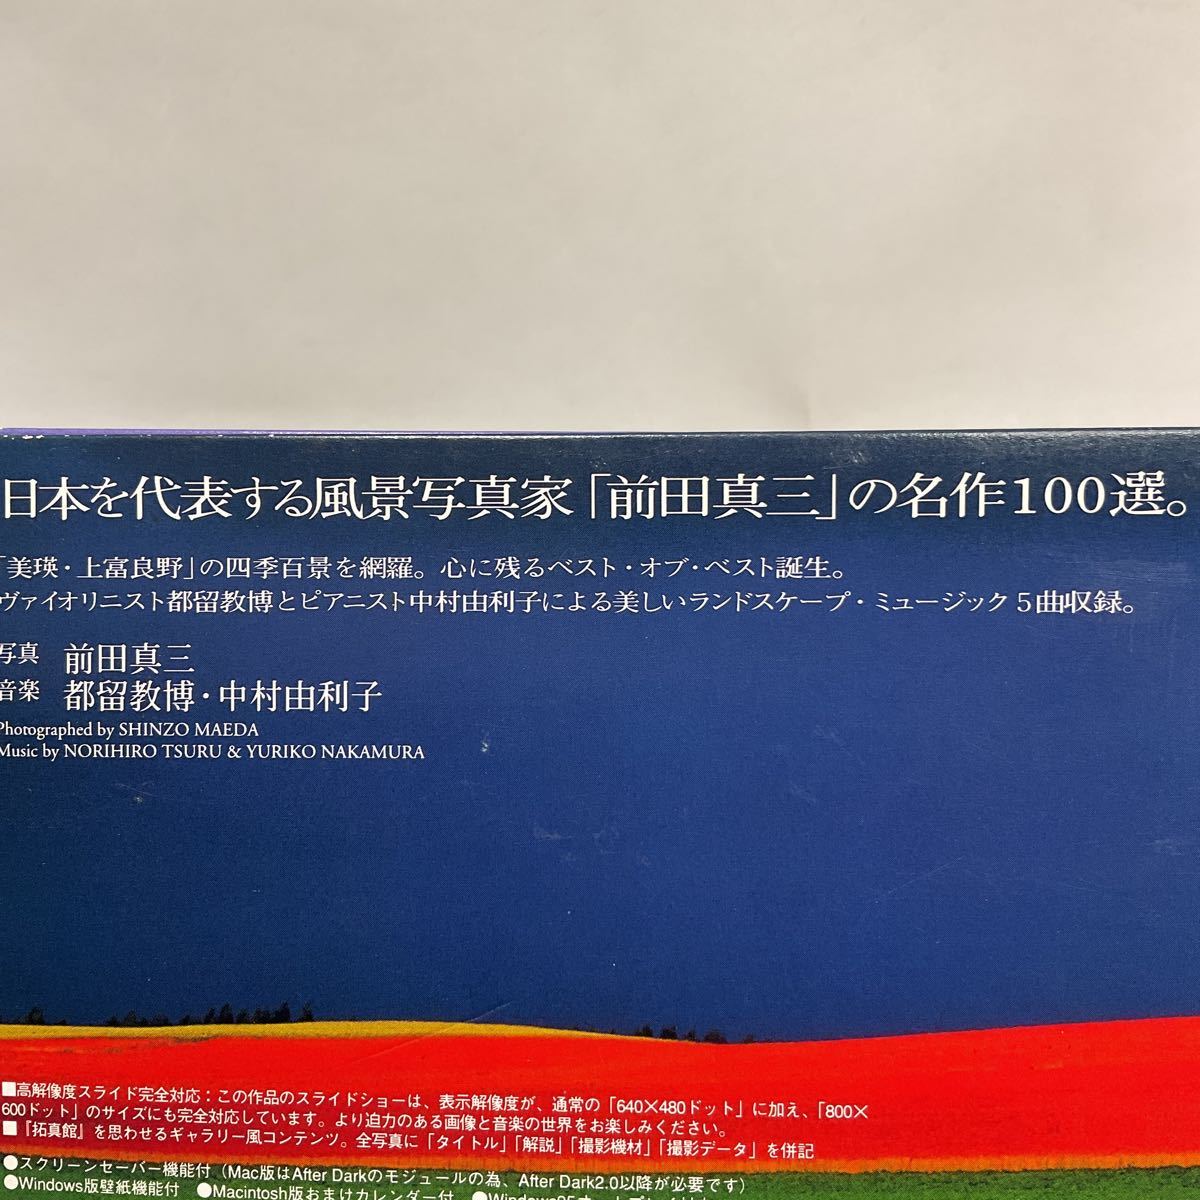 日本を代表する風景写真家「前田真三」の名作100選。
「美瑛・上富良野」の四季百景を網羅。心に残るベスト・オブ・ベスト誕生。
ヴァイオリニスト都留教博とピアニスト中村由利子による美しいランドスケープ・ミュージック5曲収録。
写真 前田真三
音楽 都留教博・中村由利子
Photographed by SHINZO MAEDA
Music by NORIHIRO TSURU & YURIKO NAKAMURA
■高解像度スライド完全対応：この作品のスライドショーは、表示解像度が、通常の「640×480ドット」に加え、「800×
600ドット」のサイズにも完全対応しています。より迫力のある画像と音楽の世界をお楽しみください。
■『拓真館』を思わせるギャラリー風コンテンツ。全写真に「タイトル」「解説」「撮影機材」「撮影データ」を併記
●スクリーンセーバー機能付（Mac版はAfter Darkのモジュールの為、After Dark2.0以降が必要です）
●Windows版壁紙機能付 ●Macintosh版おまけカレンダー付 ●Windows95